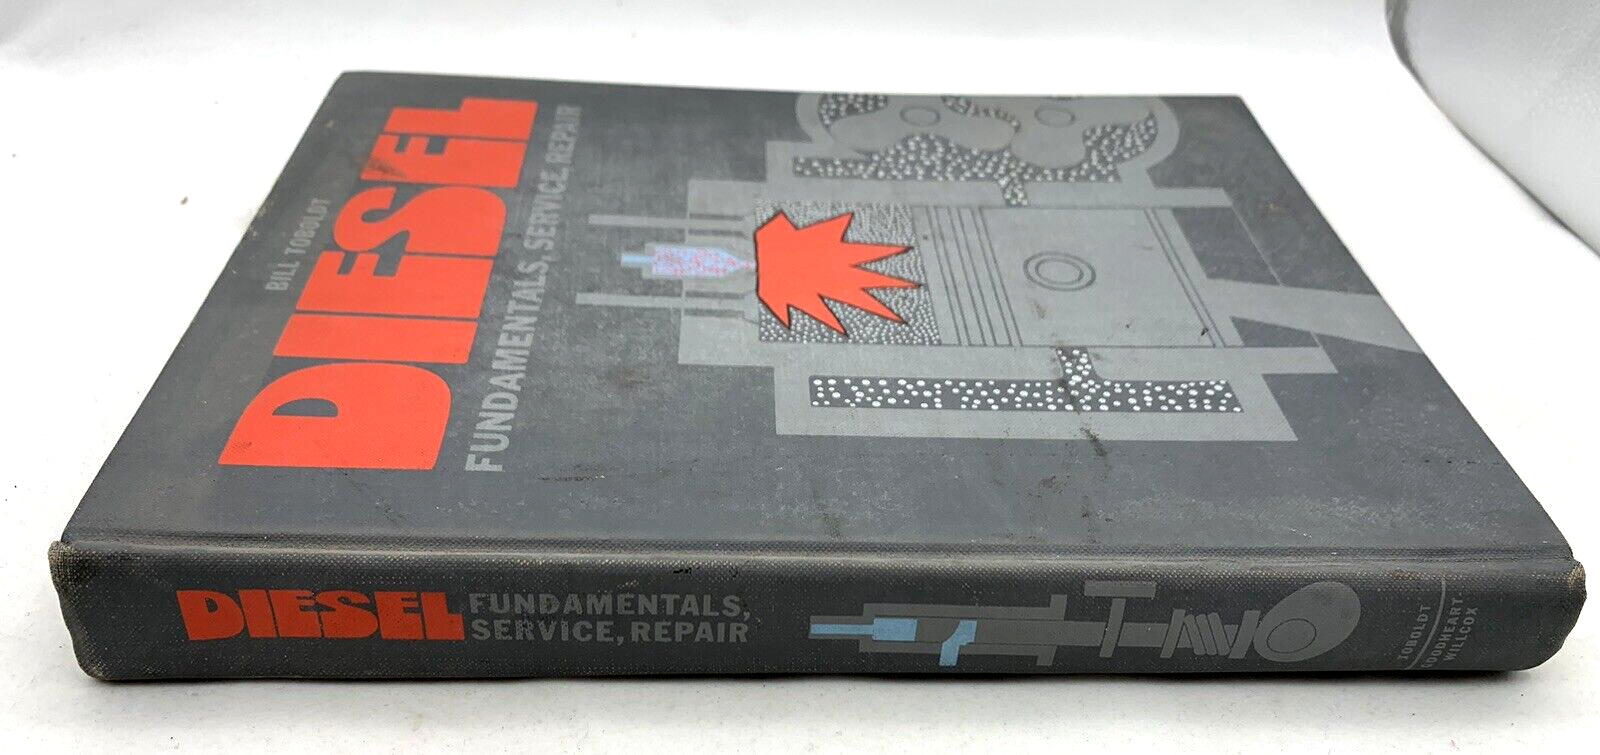 BILL TOBOLDT
DIESEL
FUNDAMENTALS, SERVICE, REPAIR
DIESEL
FUNDAMENTALS,
SERVICE, REPAIR
TOBOLDT
GOODHEART-
WILLCOX